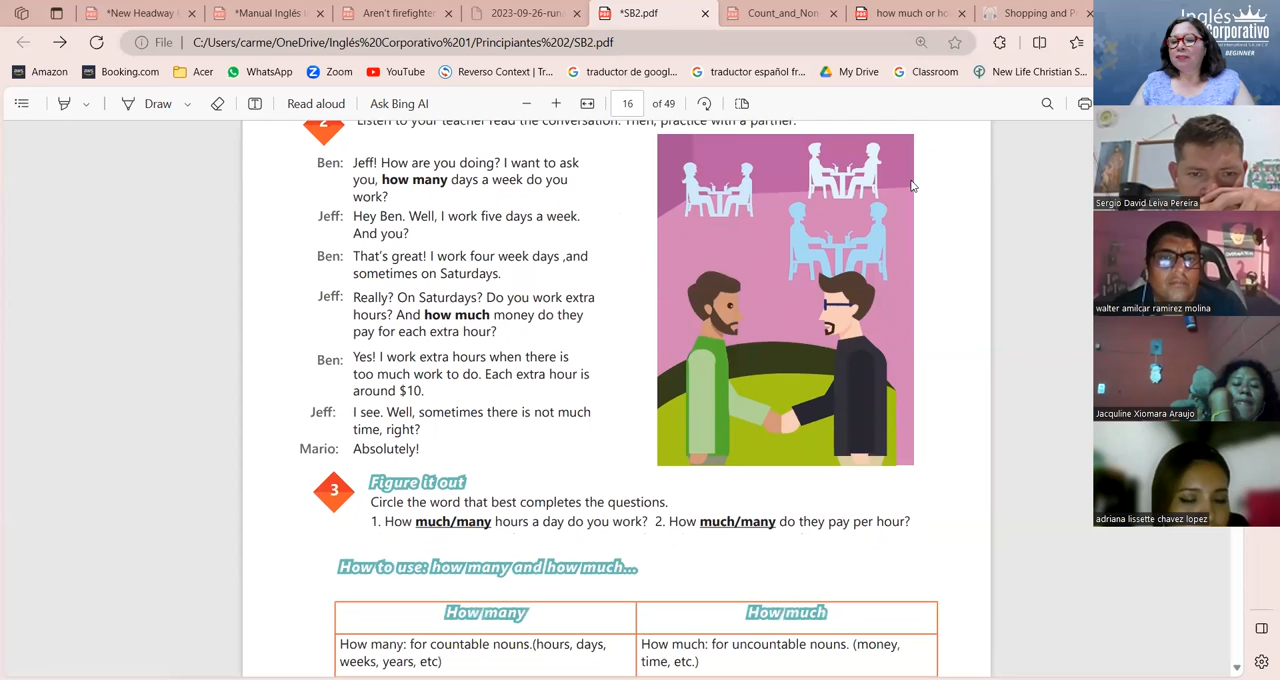 *New Headway
*Manual Inglés I
Aren't firefighter
2023-09-26-run
*SB2.pdf
Count_and_Non
how much or ho
Shopping and P
File
C:/Users/carme/OneDrive/Inglés%20Corporativo%201/Principiantes%202/SB2.pdf
Amazon
Booking.com
Acer
WhatsApp
Zoom
YouTube
Reverso Context | Tr...
traductor de googl...
traductor español fr...
My Drive
Classroom
New Life Christian S...
Draw
Read aloud
Ask Bing AI
16 of 49
2 Listen to your teacher read the conversation. Then, practice with a partner.
Ben: Jeff! How are you doing? I want to ask
you, how many days a week do you
work?
Jeff: Hey Ben. Well, I work five days a week.
And you?
Ben: That's great! I work four week days ,and
sometimes on Saturdays.
Jeff: Really? On Saturdays? Do you work extra
hours? And how much money do they
pay for each extra hour?
Ben: Yes! I work extra hours when there is
too much work to do. Each extra hour is
around $10.
Jeff: I see. Well, sometimes there is not much
time, right?
Mario: Absolutely!
3 Figure it out
Circle the word that best completes the questions.
1. How much/many hours a day do you work? 2. How much/many do they pay per hour?
How to use: how many and how much...
How many
How much
How many: for countable nouns.(hours, days,
weeks, years, etc)
How much: for uncountable nouns. (money,
time, etc.)
Inglés
Corporativo
BEGINNER
Sergio David Leiva Pereira
walter amilcar ramirez molina
Jacquline Xiomara Araujo
adriana lissette chavez lopez